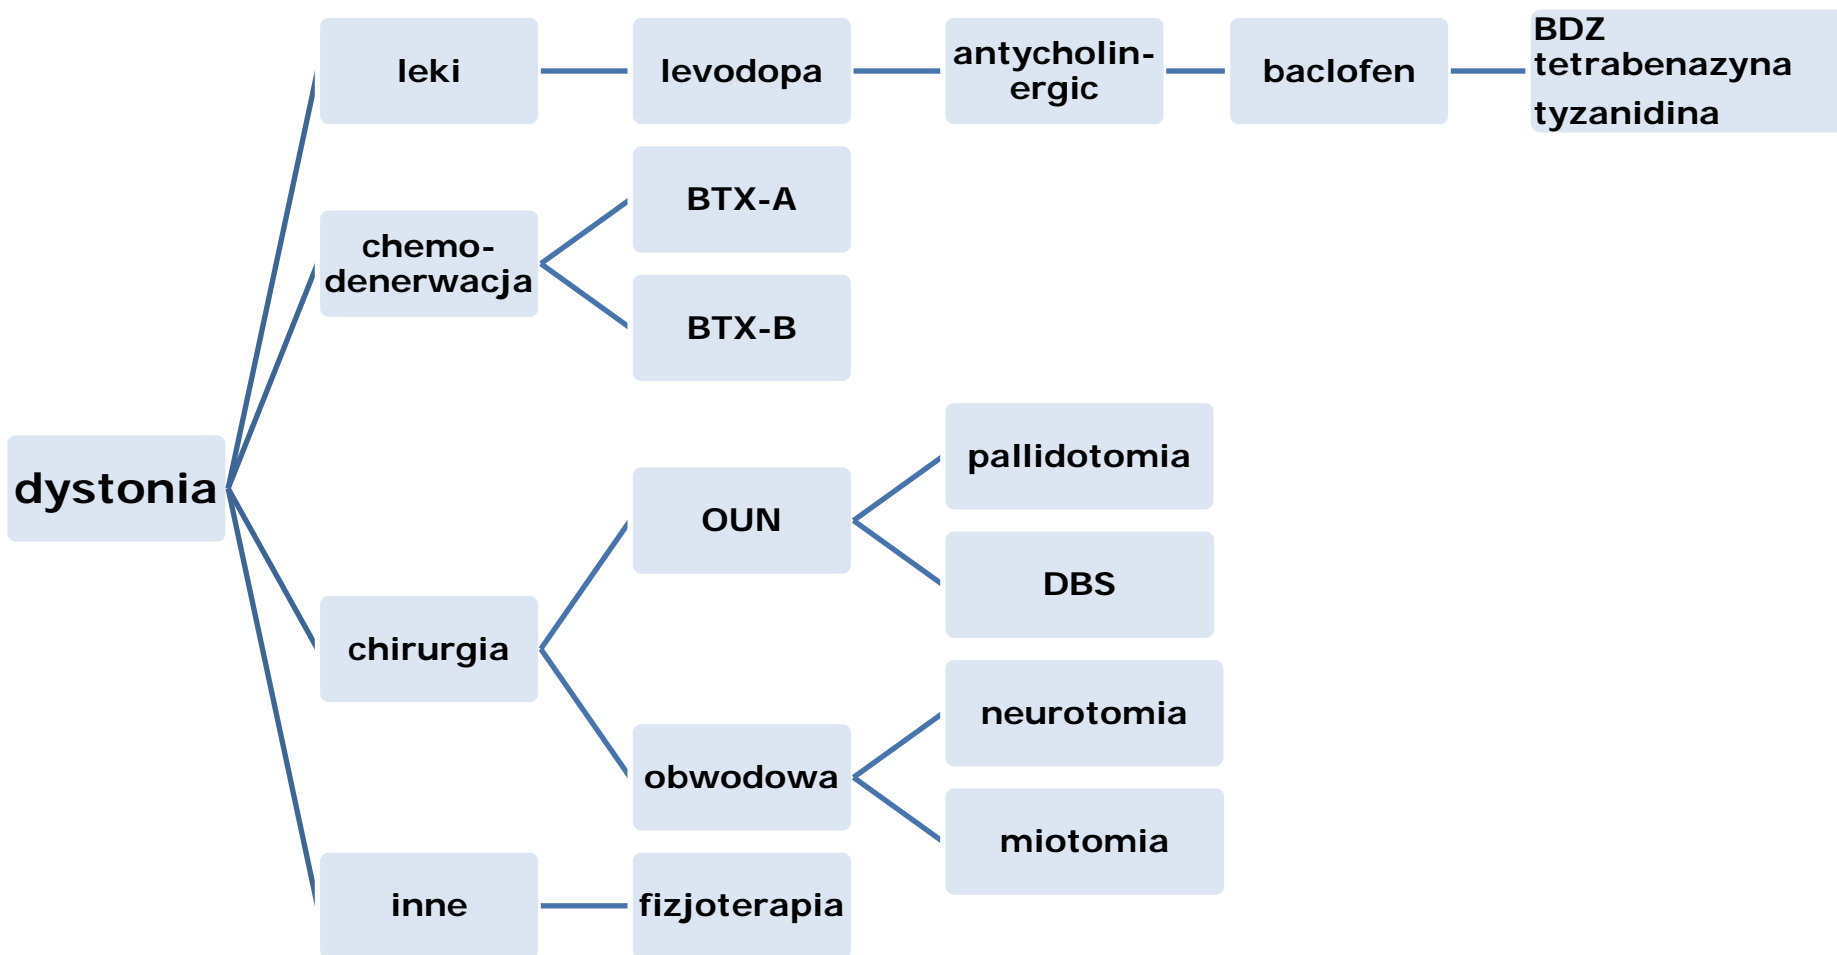 dystonia
leki
levodopa
antycholin-
ergic
baclofen
BDZ
tetrabenazyna
tyzanidina
chemo-
denerwacja
BTX-A
BTX-B
chirurgia
OUN
pallidotomia
DBS
obwodowa
neurotomia
miotomia
inne
fizjoterapia